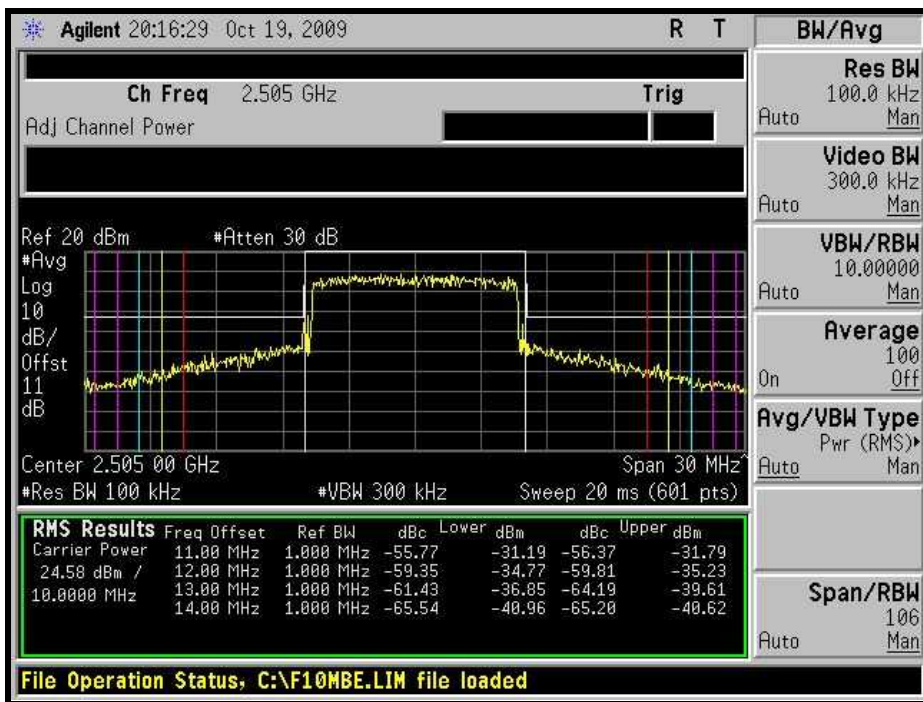 Agilent 20:16:29 Oct 19, 2009 R T
Ch Freq 2.505 GHz Trig
Adj Channel Power
Ref 20 dBm #Atten 30 dB
#Avg
Log
10
dB/
Offst
11
dB
Center 2.505 00 GHz Span 30 MHz^
#Res BW 100 kHz #VBW 300 kHz Sweep 20 ms (601 pts)
RMS Results Freq Offset Ref BW dBc Lower dBm dBc Upper dBm
Carrier Power 11.00 MHz 1.000 MHz -55.77 -31.19 -56.37 -31.79
24.58 dBm / 12.00 MHz 1.000 MHz -59.35 -34.77 -59.81 -35.23
10.0000 MHz 13.00 MHz 1.000 MHz -61.43 -36.85 -64.19 -39.61
14.00 MHz 1.000 MHz -65.54 -40.96 -65.20 -40.62
File Operation Status, C:\F10MBE.LIM file loaded
BW/Avg
Res BW
100.0 kHz
Auto Man
Video BW
300.0 kHz
Auto Man
VBW/RBW
10.00000
Auto Man
Average
100
On Off
Avg/VBW Type
Pwr (RMS)▸
Auto Man
Span/RBW
106
Auto Man